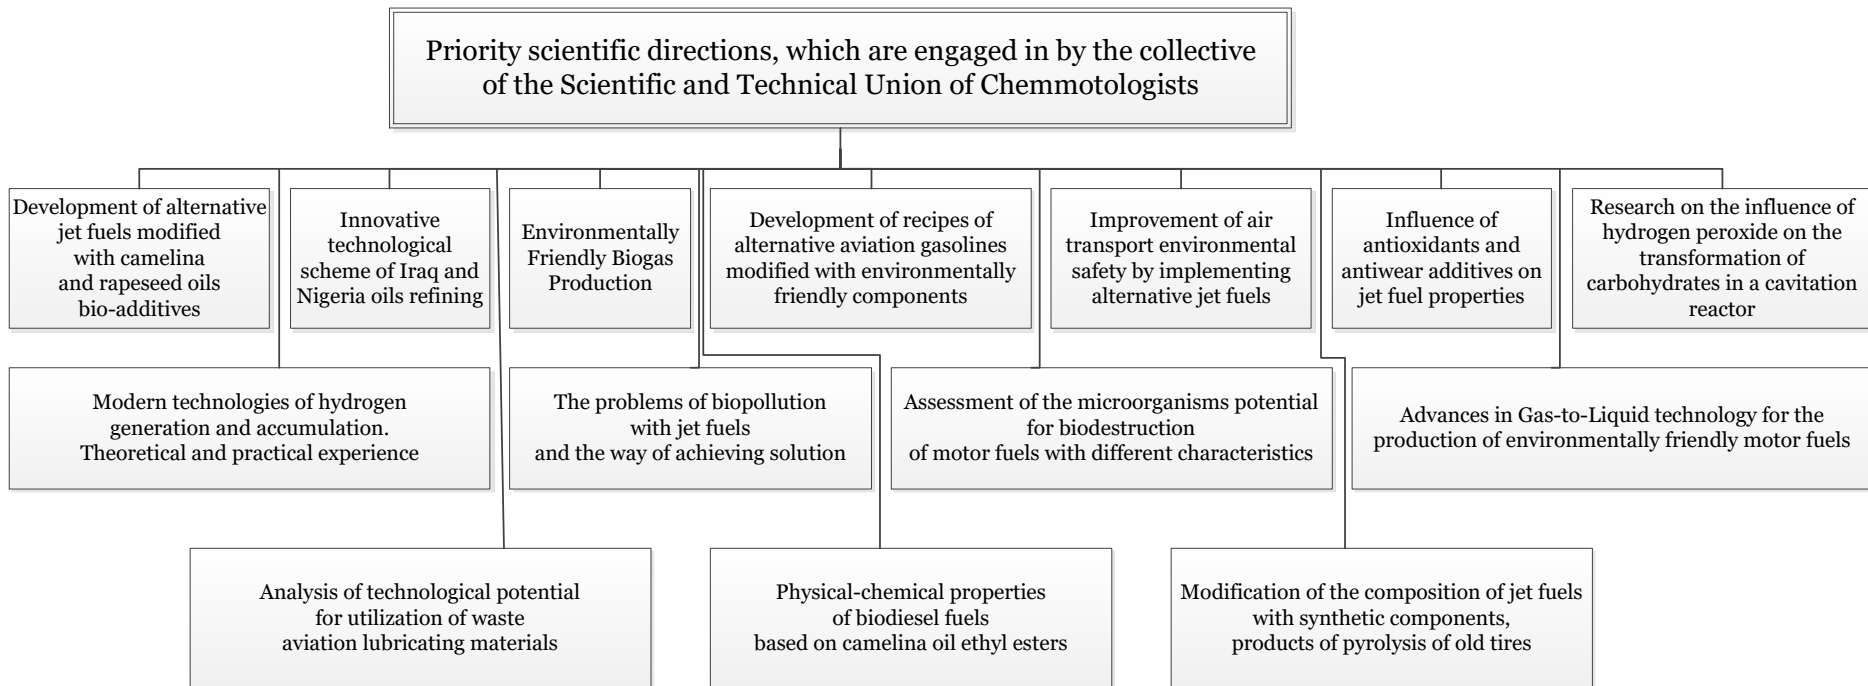 Priority scientific directions, which are engaged in by the collective
of the Scientific and Technical Union of Chemmotologists
Development of alternative
jet fuels modified
with camelina
and rapeseed oils
bio-additives
Innovative
technological
scheme of Iraq and
Nigeria oils refining
Environmentally
Friendly Biogas
Production
Development of recipes of
alternative aviation gasolines
modified with environmentally
friendly components
Improvement of air
transport environmental
safety by implementing
alternative jet fuels
Influence of
antioxidants and
antiwear additives on
jet fuel properties
Research on the influence of
hydrogen peroxide on the
transformation of
carbohydrates in a cavitation
reactor
Modern technologies of hydrogen
generation and accumulation.
Theoretical and practical experience
The problems of biopollution
with jet fuels
and the way of achieving solution
Assessment of the microorganisms potential
for biodestruction
of motor fuels with different characteristics
Advances in Gas-to-Liquid technology for the
production of environmentally friendly motor fuels
Analysis of technological potential
for utilization of waste
aviation lubricating materials
Physical-chemical properties
of biodiesel fuels
based on camelina oil ethyl esters
Modification of the composition of jet fuels
with synthetic components,
products of pyrolysis of old tires